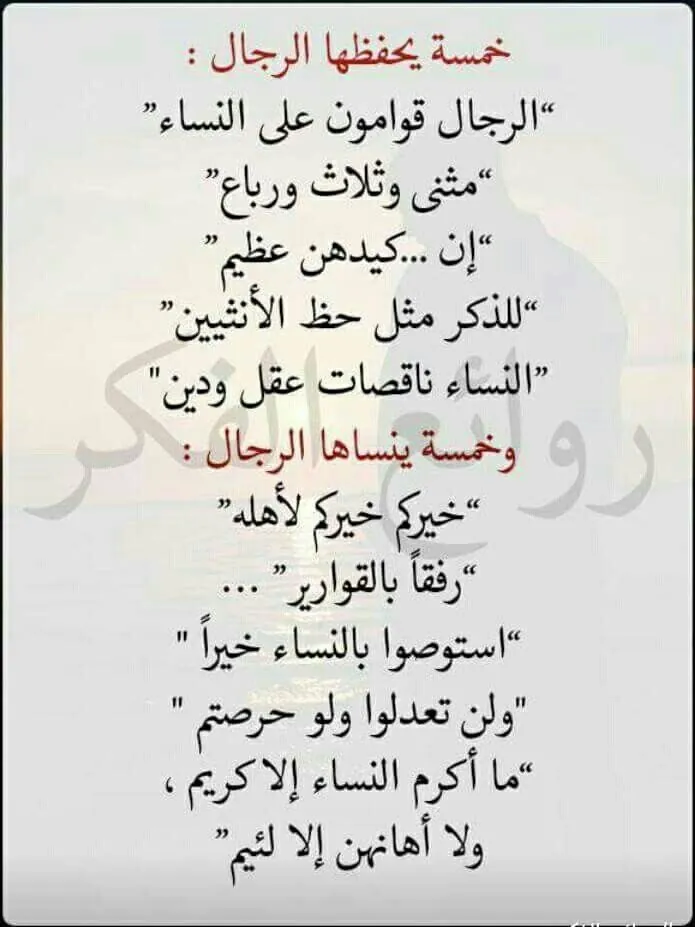 خمسة يحفظها الرجال :
“الرجال قوامون على النساء”
“مثنى وثلاث ورباع”
“إن ...كيدهن عظيم”
“للذكر مثل حظ الأنثيين”
”النساء ناقصات عقل ودين"
وخمسة ينساها الرجال :
“خيركم خيركم لأهله”
“رفقاً بالقوارير” ...
“استوصوا بالنساء خيراً "
"ولن تعدلوا ولو حرصتم "
“ما أكرم النساء إلا كريم ،
ولا أهانهن إلا لئيم”
روائع الفكر